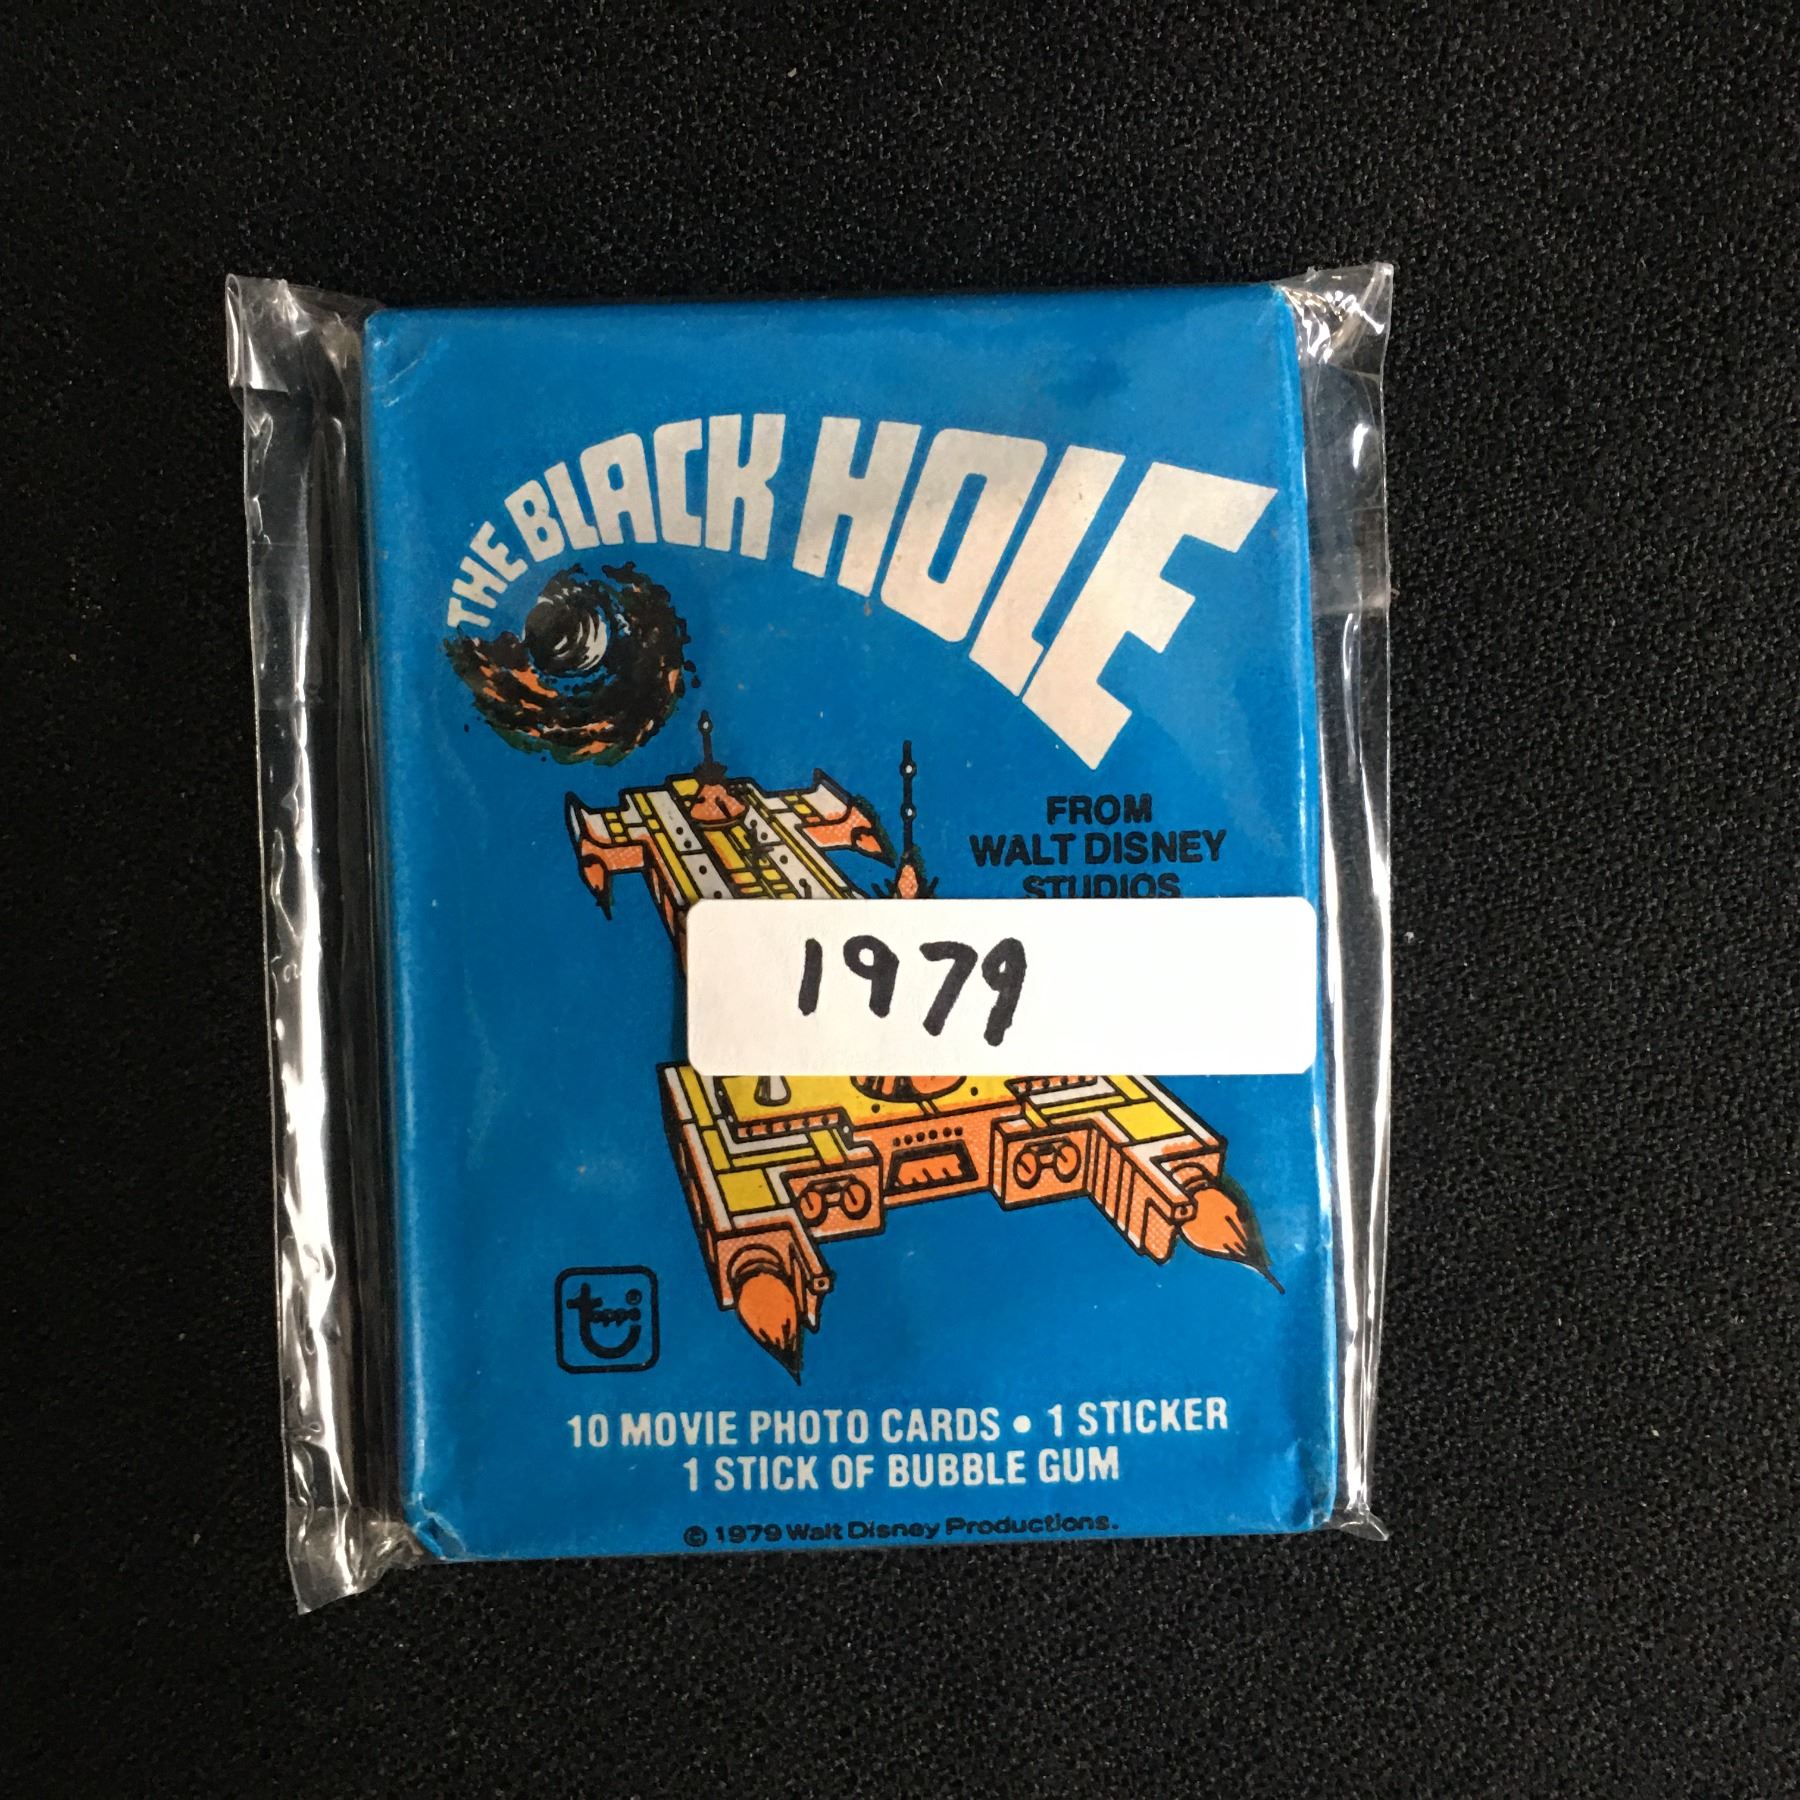 THE BLACK HOLE
FROM
WALT DISNEY
STUDIOS
1979
topps®
10 MOVIE PHOTO CARDS • 1 STICKER
1 STICK OF BUBBLE GUM
© 1979 Walt Disney Productions.